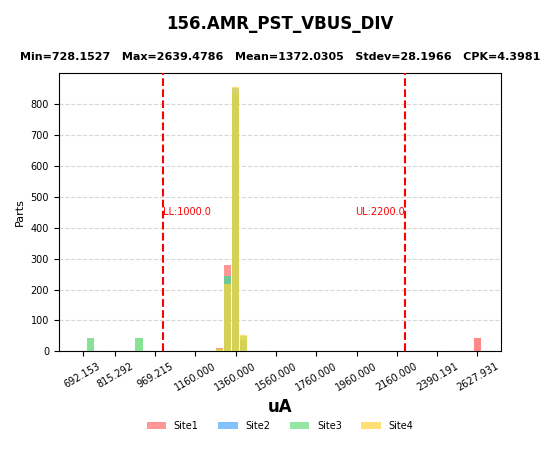 156.AMR_PST_VBUS_DIV
Min=728.1527 Max=2639.4786 Mean=1372.0305 Stdev=28.1966 CPK=4.3981
800
700
600
500
400
300
200
100
0
Parts
LL:1000.0
UL:2200.0
692.153 815.292 969.215 1160.000 1360.000 1560.000 1760.000 1960.000 2160.000 2390.191 2627.931
uA
Site1 Site2 Site3 Site4